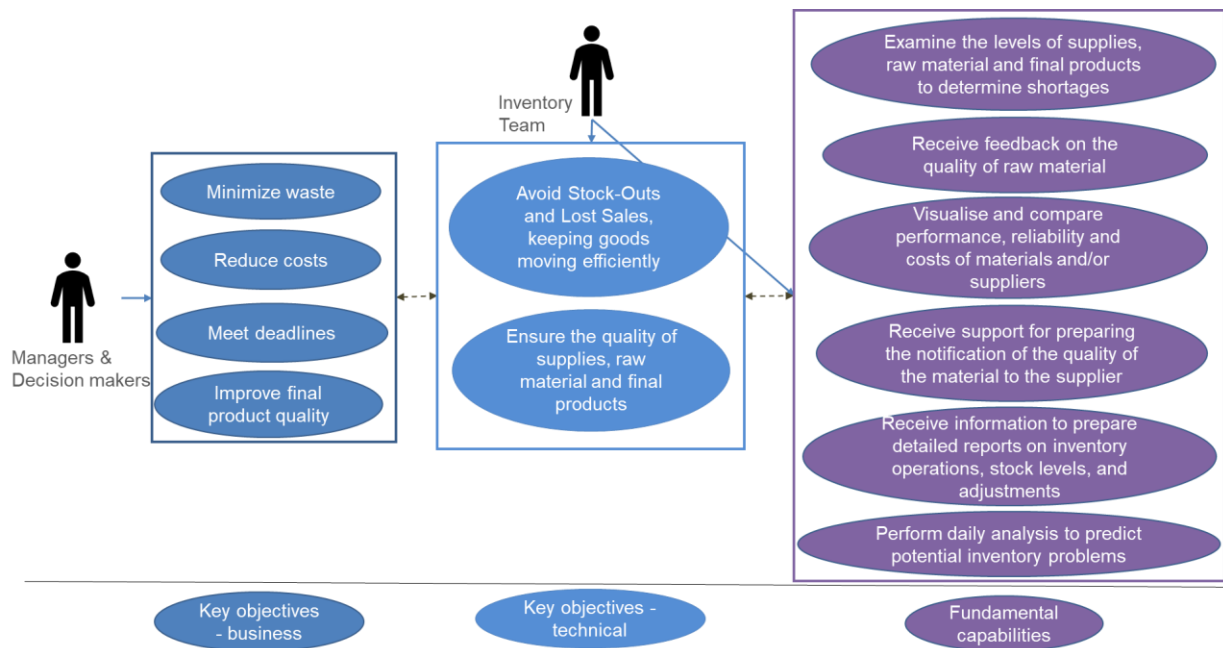 Inventory
Team
Managers &
Decision makers
Minimize waste
Reduce costs
Meet deadlines
Improve final
product quality
Avoid Stock-Outs
and Lost Sales,
keeping goods
moving efficiently
Ensure the quality of
supplies, raw
material and final
products
Examine the levels of supplies,
raw material and final products
to determine shortages
Receive feedback on the
quality of raw material
Visualise and compare
performance, reliability and
costs of materials and/or
suppliers
Receive support for preparing
the notification of the quality of
the material to the supplier
Receive information to prepare
detailed reports on inventory
operations, stock levels, and
adjustments
Perform daily analysis to predict
potential inventory problems
Key objectives
- business
Key objectives -
technical
Fundamental
capabilities